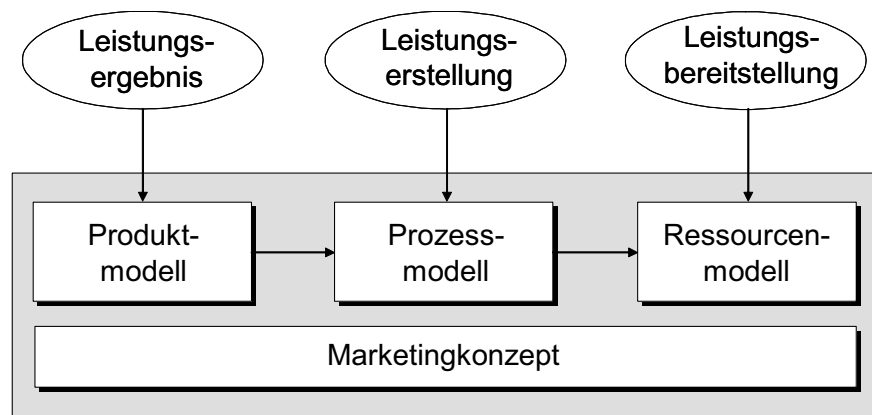 Leistungs-
ergebnis
Leistungs-
erstellung
Leistungs-
bereitstellung
Produkt-
modell
Prozess-
modell
Ressourcen-
modell
Marketingkonzept